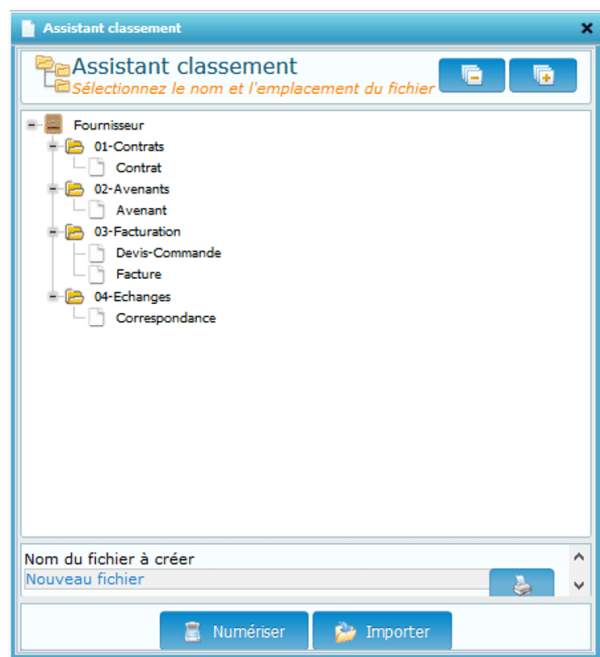 Assistant classement
Assistant classement
Sélectionnez le nom et l'emplacement du fichier
Fournisseur
01-Contrats
Contrat
02-Avenants
Avenant
03-Facturation
Devis-Commande
Facture
04-Echanges
Correspondance
Nom du fichier à créer
Nouveau fichier
Numériser
Importer